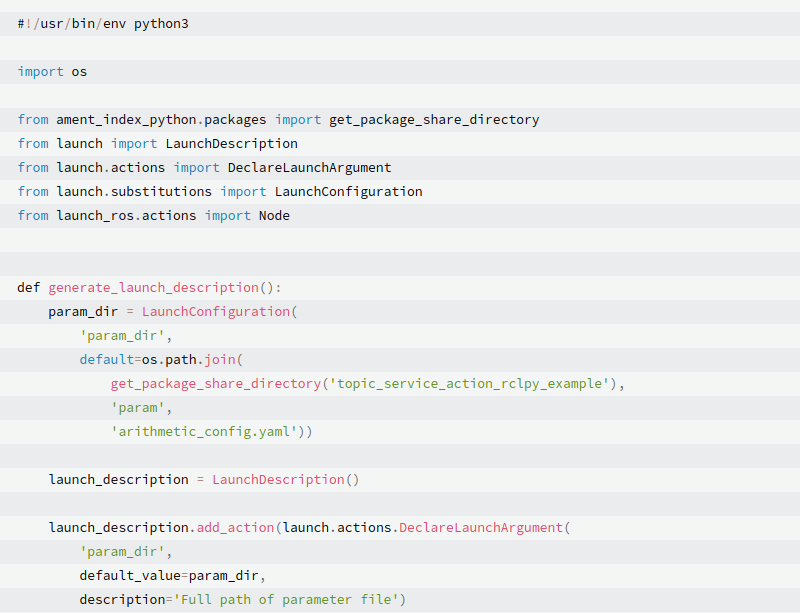 #!/usr/bin/env python3

import os

from ament_index_python.packages import get_package_share_directory
from launch import LaunchDescription
from launch.actions import DeclareLaunchArgument
from launch.substitutions import LaunchConfiguration
from launch_ros.actions import Node


def generate_launch_description():
    param_dir = LaunchConfiguration(
        'param_dir',
        default=os.path.join(
            get_package_share_directory('topic_service_action_rclpy_example'),
            'param',
            'arithmetic_config.yaml'))

    launch_description = LaunchDescription()

    launch_description.add_action(launch.actions.DeclareLaunchArgument(
        'param_dir',
        default_value=param_dir,
        description='Full path of parameter file')